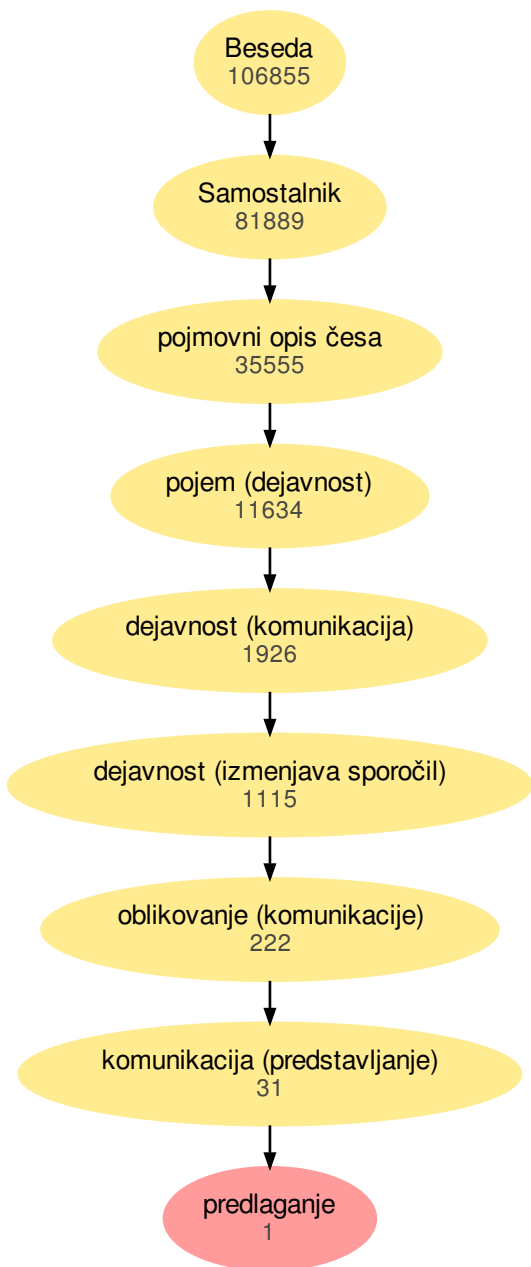 Beseda
106855
Samostalnik
81889
pojmovni opis česa
35555
pojem (dejavnost)
11634
dejavnost (komunikacija)
1926
dejavnost (izmenjava sporočil)
1115
oblikovanje (komunikacije)
222
komunikacija (predstavljanje)
31
predlaganje
1